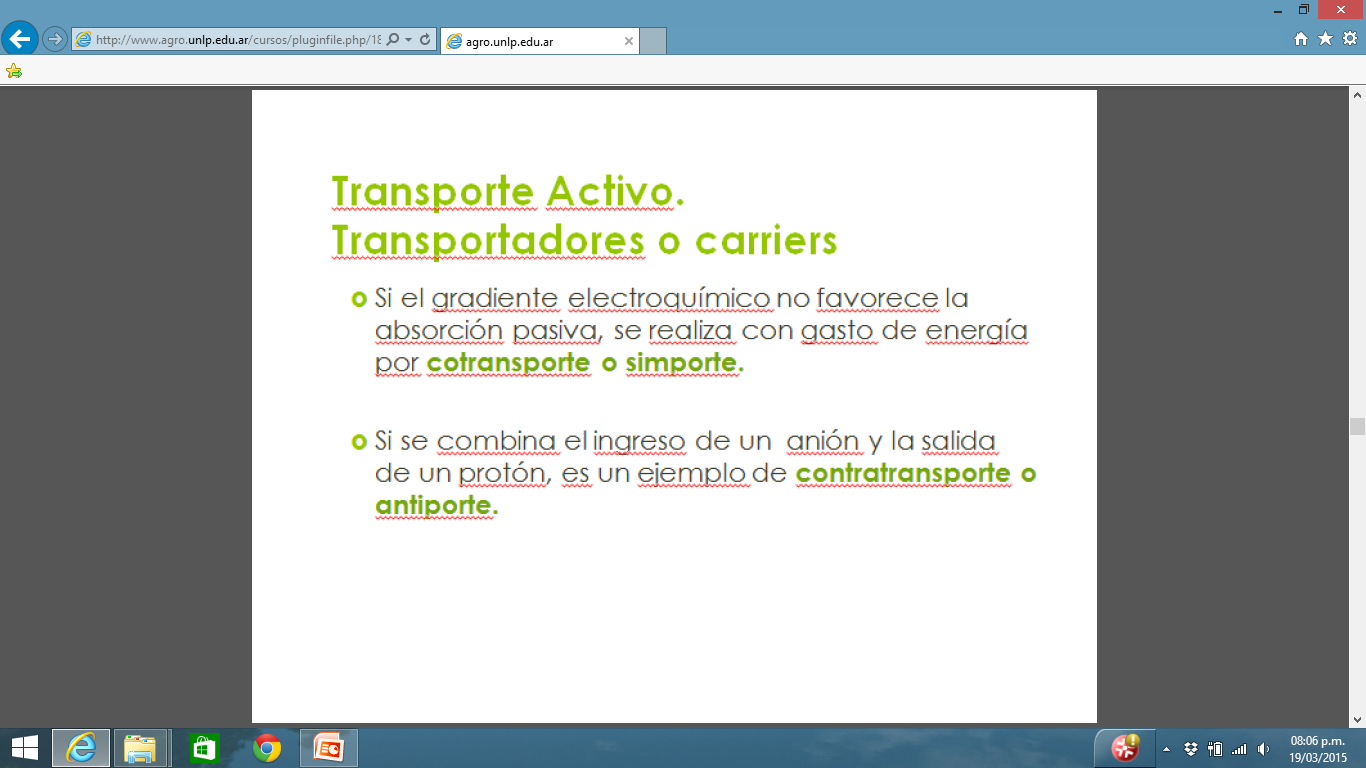 http://www.agro.unlp.edu.ar/cursos/pluginfile.php/18
agro.unlp.edu.ar
Transporte Activo.
Transportadores o carriers
Si el gradiente electroquímico no favorece la
absorción pasiva, se realiza con gasto de energía
por cotransporte o simporte.
Si se combina el ingreso de un anión y la salida
de un protón, es un ejemplo de contratransporte o
antiporte.
08:06 p.m.
19/03/2015